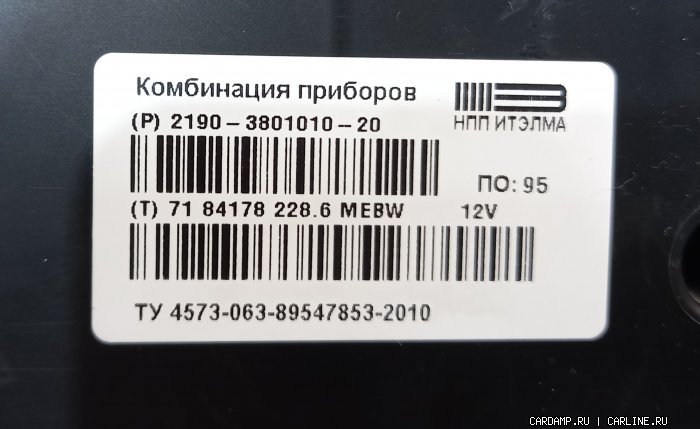 Комбинация приборов
НПП ИТЭЛМА
(P) 2190-3801010-20
ПО: 95
(T) 71 84178 228.6 MEBW 12V
ТУ 4573-063-89547853-2010
CARDAMP.RU | CARLINE.RU